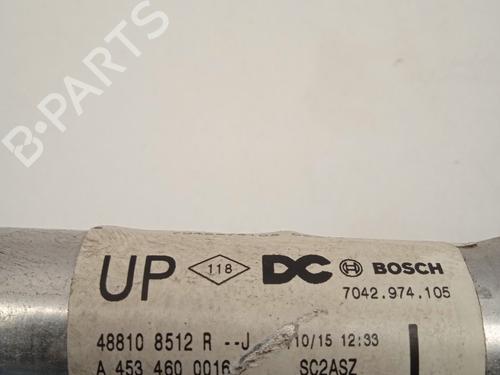 B-PARTS
UP 118 DC BOSCH
7042.974.105
48810 8512 R --J 10/15 12:33
A 453 460 0016 SC2ASZ